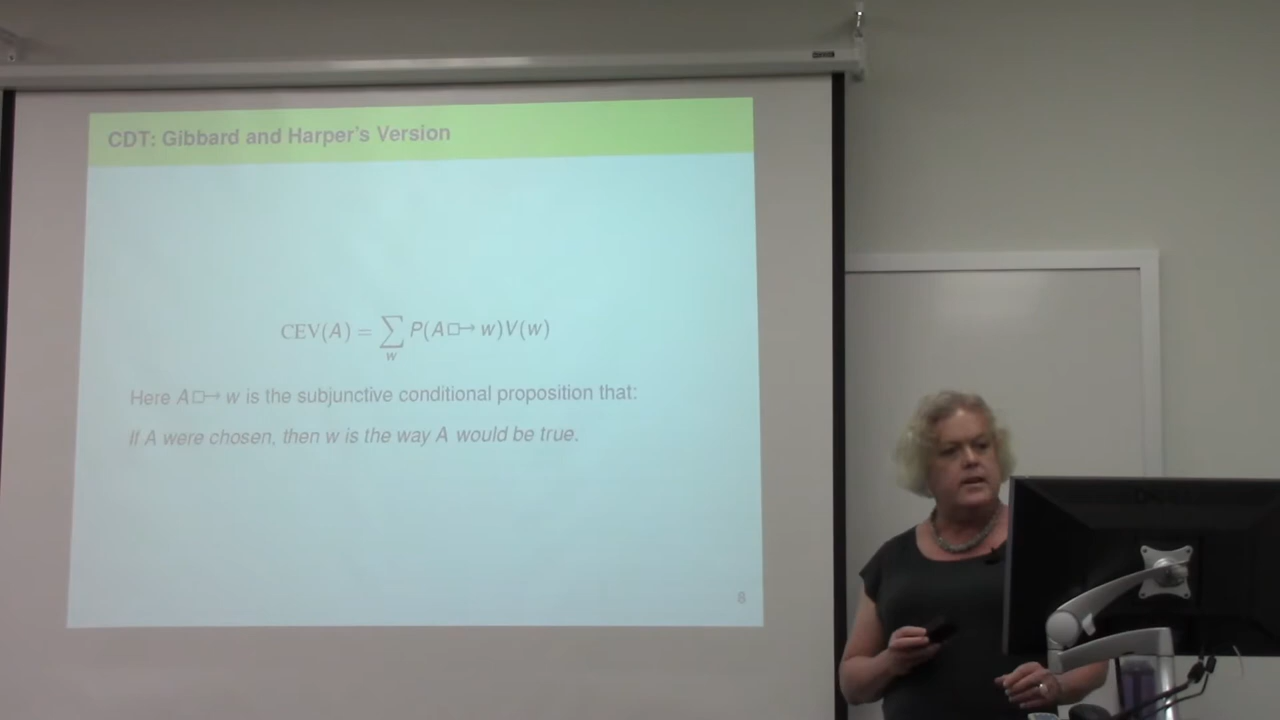 CDT: Gibbard and Harper's Version
CEV(A) = ∑_w P(A □→ w)V(w)
Here A □→ w is the subjunctive conditional proposition that:
If A were chosen, then w is the way A would be true.
8